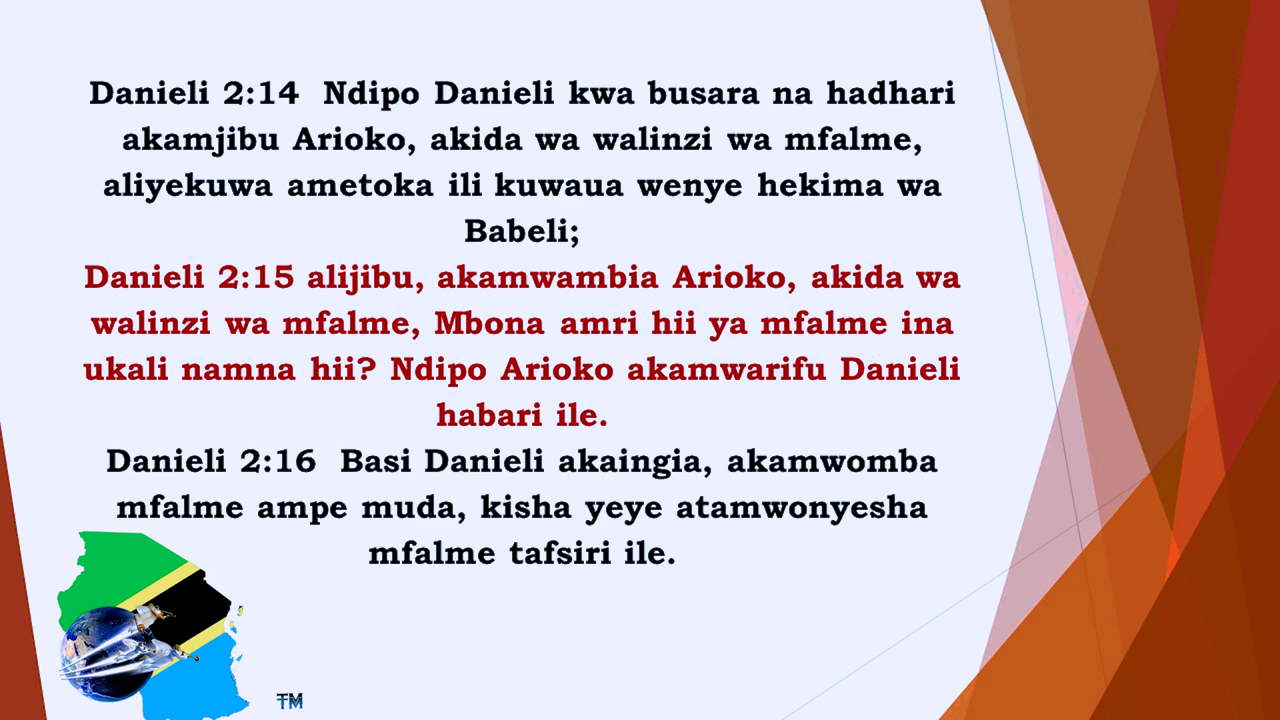 Danieli 2:14  Ndipo Danieli kwa busara na hadhari
akamjibu Arioko, akida wa walinzi wa mfalme,
aliyekuwa ametoka ili kuwaua wenye hekima wa
Babeli;
Danieli 2:15 alijibu, akamwambia Arioko, akida wa
walinzi wa mfalme, Mbona amri hii ya mfalme ina
ukali namna hii? Ndipo Arioko akamwarifu Danieli
habari ile.
Danieli 2:16  Basi Danieli akaingia, akamwomba
mfalme ampe muda, kisha yeye atamwonyesha
mfalme tafsiri ile.
TM